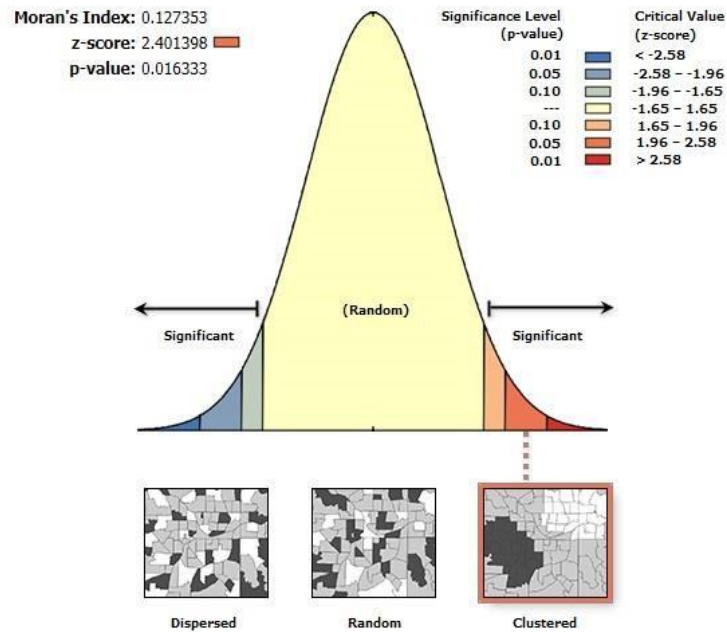 Moran's Index: 0.127353
z-score: 2.401398
p-value: 0.016333
Significance Level
(p-value)
Critical Value
(z-score)
0.01 < -2.58
0.05 -2.58 – -1.96
0.10 -1.96 – -1.65
--- -1.65 – 1.65
0.10 1.65 – 1.96
0.05 1.96 – 2.58
0.01 > 2.58
Significant
(Random)
Significant
Dispersed
Random
Clustered